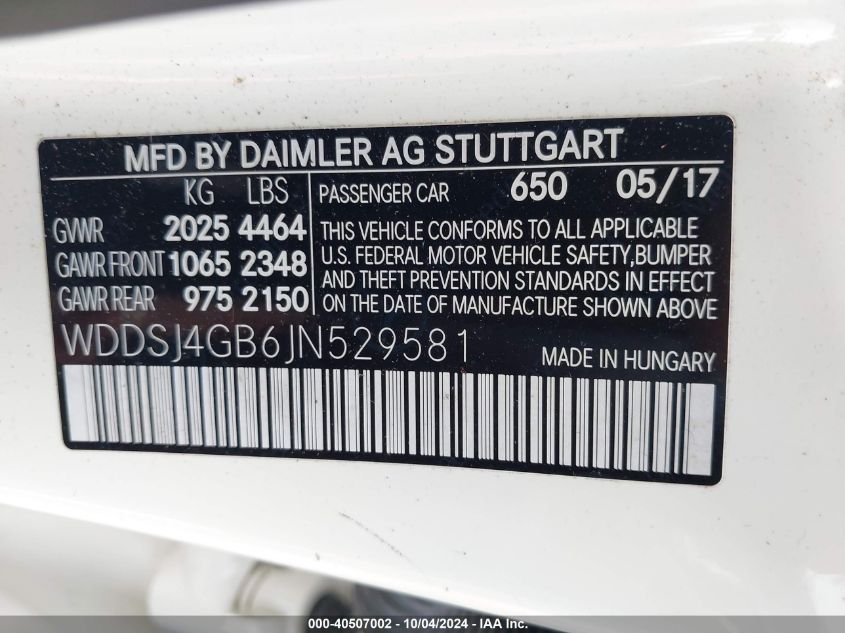 MFD BY DAIMLER AG STUTTGART
KG LBS
GVWR 2025 4464
GAWR FRONT 1065 2348
GAWR REAR 975 2150
PASSENGER CAR 650 05/17
THIS VEHICLE CONFORMS TO ALL APPLICABLE
U.S. FEDERAL MOTOR VEHICLE SAFETY,BUMPER
AND THEFT PREVENTION STANDARDS IN EFFECT
ON THE DATE OF MANUFACTURE SHOWN ABOVE
WDDSJ4GB6JN529581
MADE IN HUNGARY
000-40507002 - 10/04/2024 - IAA Inc.